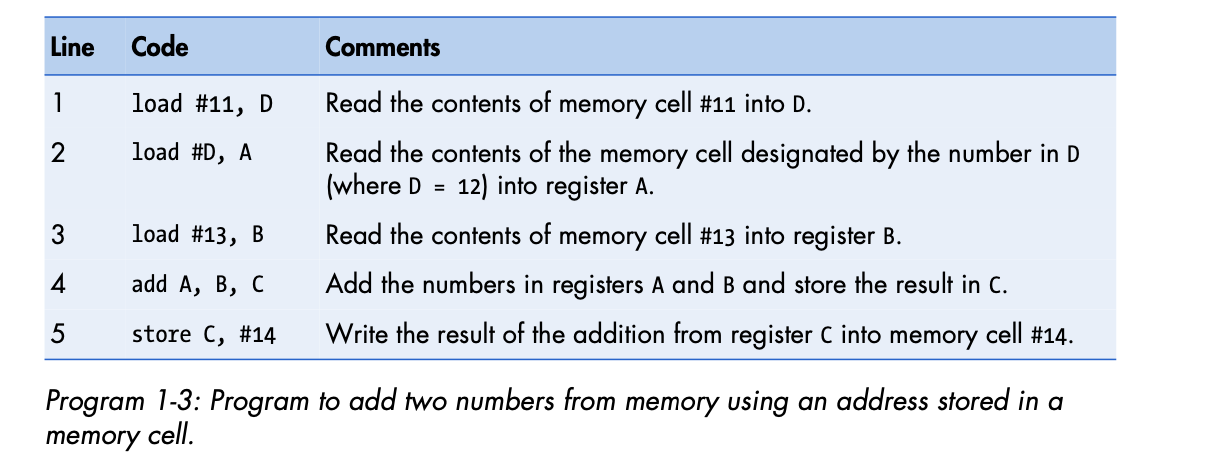 Line Code Comments
1 load #11, D Read the contents of memory cell #11 into D.
2 load #D, A Read the contents of the memory cell designated by the number in D
(where D = 12) into register A.
3 load #13, B Read the contents of memory cell #13 into register B.
4 add A, B, C Add the numbers in registers A and B and store the result in C.
5 store C, #14 Write the result of the addition from register C into memory cell #14.
Program 1-3: Program to add two numbers from memory using an address stored in a
memory cell.